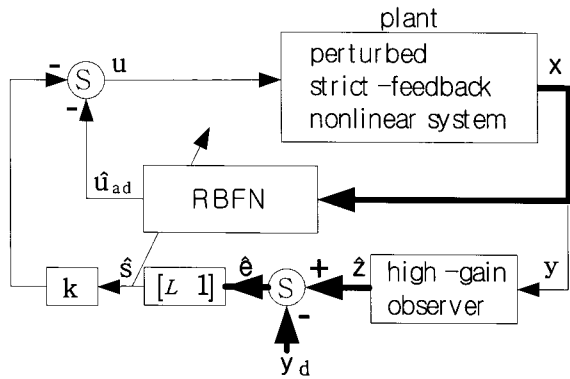 plant
- S u
perturbed
strict-feedback
nonlinear system
x
-
û_ad
RBFN
k
ŝ
[L 1]
ê
S
+
ẑ
high-gain
observer
y
-
y_d